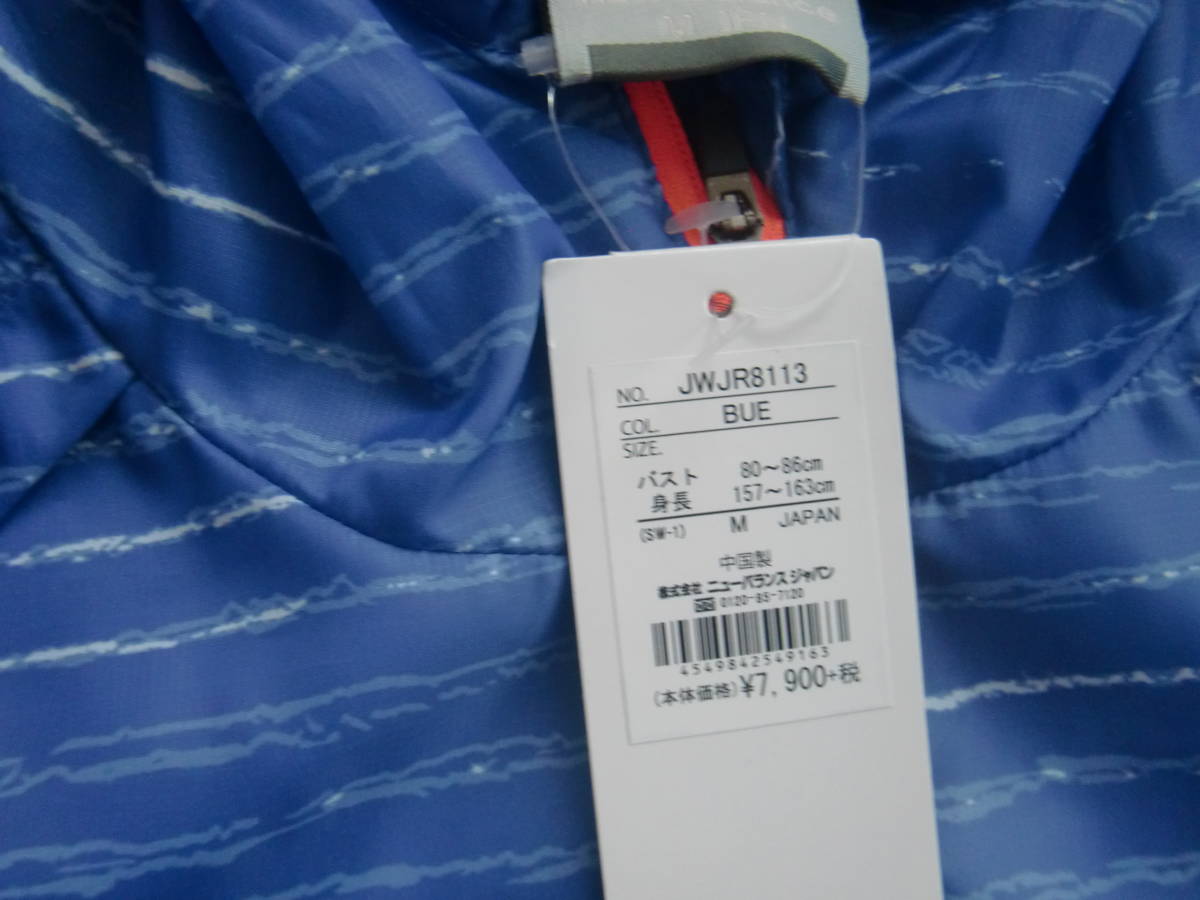 NO. JWJR8113
COL. BUE
SIZE.
バスト 80～86cm
身長 157～163cm
(SW-1) M JAPAN
中国製
株式会社 ニューバランス ジャパン
0120-85-7120
4549842549163
(本体価格)¥7,900+税